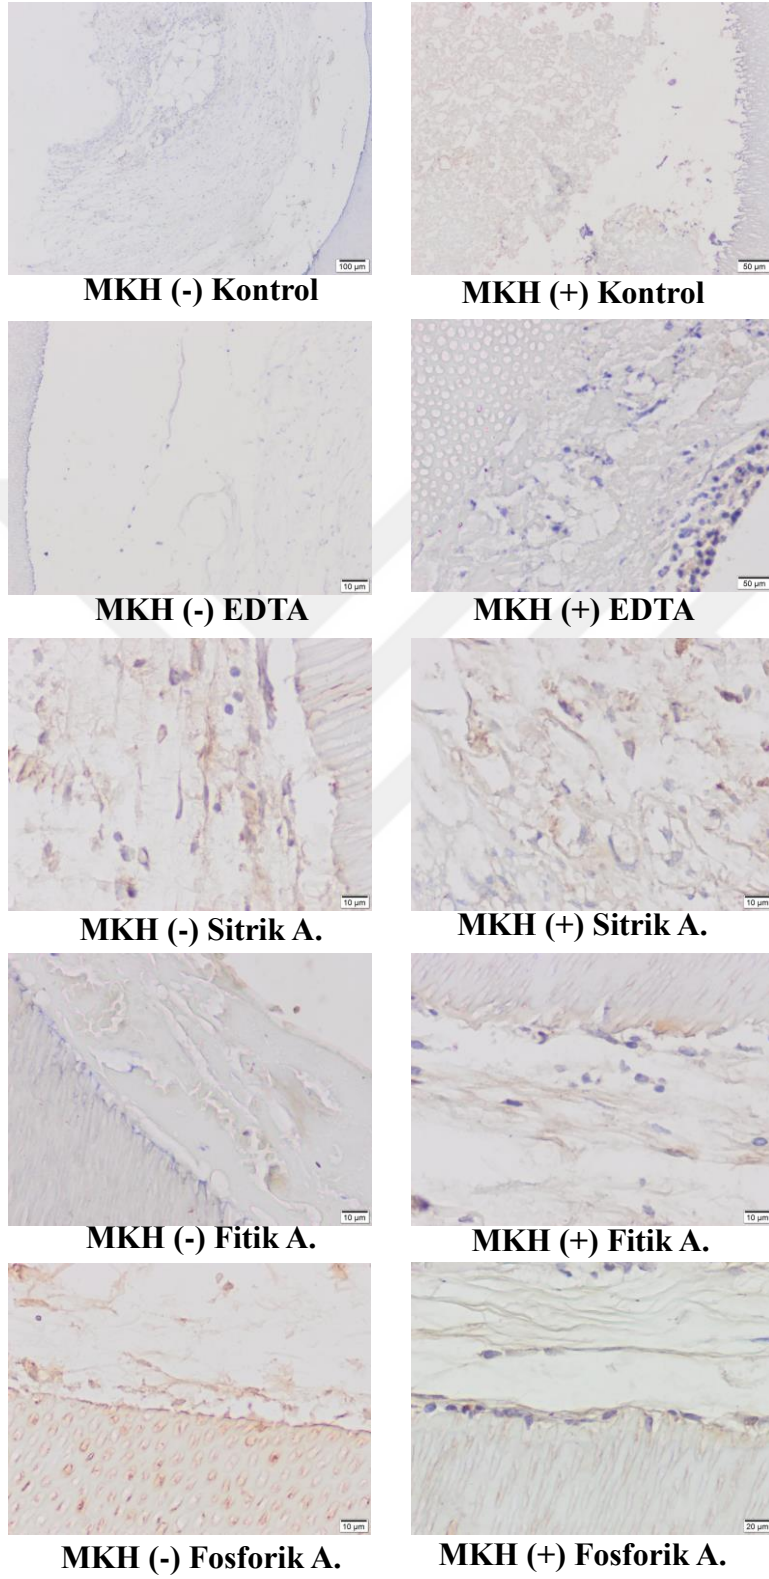 100 µm
50 µm
MKH (-) Kontrol
MKH (+) Kontrol
10 µm
50 µm
MKH (-) EDTA
MKH (+) EDTA
10 µm
10 µm
MKH (-) Sitrik A.
MKH (+) Sitrik A.
10 µm
10 µm
MKH (-) Fitik A.
MKH (+) Fitik A.
10 µm
20 µm
MKH (-) Fosforik A.
MKH (+) Fosforik A.